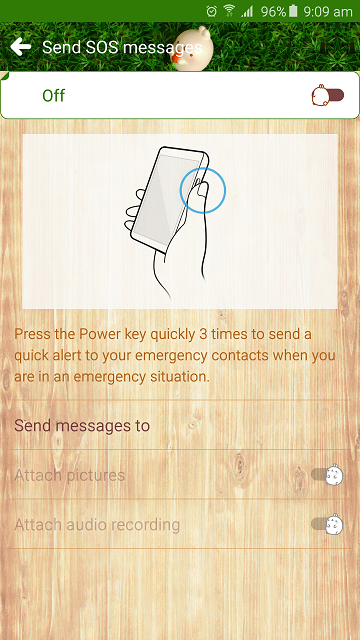 96% 9:09 am
Send SOS messages
Off
Press the Power key quickly 3 times to send a
quick alert to your emergency contacts when you
are in an emergency situation.
Send messages to
Attach pictures
Attach audio recording